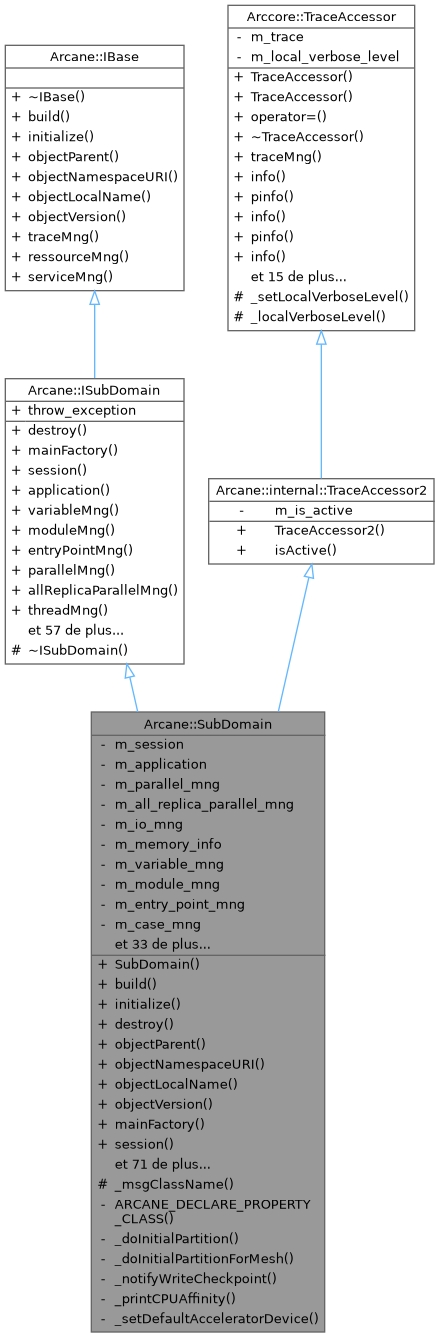 Arcane::IBase
+ ~IBase()
+ build()
+ initialize()
+ objectParent()
+ objectNamespaceURI()
+ objectLocalName()
+ objectVersion()
+ traceMng()
+ ressourceMng()
+ serviceMng()
Arccore::TraceAccessor
- m_trace
- m_local_verbose_level
+ TraceAccessor()
+ TraceAccessor()
+ operator=()
+ ~TraceAccessor()
+ traceMng()
+ info()
+ pinfo()
+ info()
+ pinfo()
+ info()
et 15 de plus...
# _setLocalVerboseLevel()
# _localVerboseLevel()
Arcane::ISubDomain
+ throw_exception
+ destroy()
+ mainFactory()
+ session()
+ application()
+ variableMng()
+ moduleMng()
+ entryPointMng()
+ parallelMng()
+ allReplicaParallelMng()
+ threadMng()
et 57 de plus...
# ~ISubDomain()
Arcane::internal::TraceAccessor2
- m_is_active
+ TraceAccessor2()
+ isActive()
Arcane::SubDomain
- m_session
- m_application
- m_parallel_mng
- m_all_replica_parallel_mng
- m_io_mng
- m_memory_info
- m_variable_mng
- m_module_mng
- m_entry_point_mng
- m_case_mng
et 33 de plus...
+ SubDomain()
+ build()
+ initialize()
+ destroy()
+ objectParent()
+ objectNamespaceURI()
+ objectLocalName()
+ objectVersion()
+ mainFactory()
+ session()
et 71 de plus...
# _msgClassName()
- ARCANE_DECLARE_PROPERTY
_CLASS()
- _doInitialPartition()
- _doInitialPartitionForMesh()
- _notifyWriteCheckpoint()
- _printCPUAffinity()
- _setDefaultAcceleratorDevice()